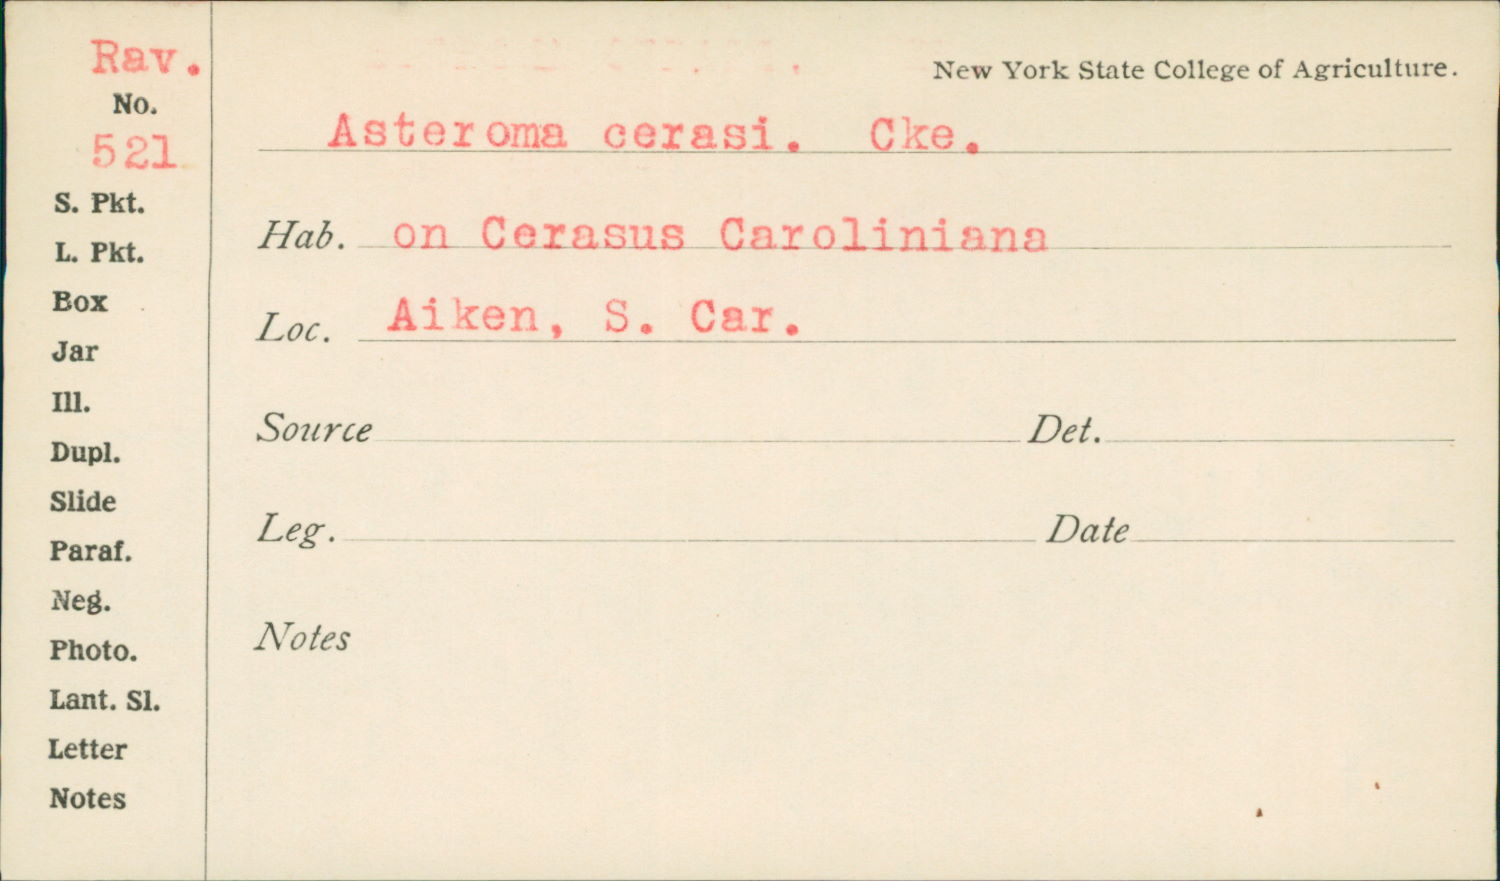 Rav.
No.
521
S. Pkt.
L. Pkt.
Box
Jar
Ill.
Dupl.
Slide
Paraf.
Neg.
Photo.
Lant. Sl.
Letter
Notes
New York State College of Agriculture.
Asteroma cerasi. Cke.
Hab. on Cerasus Caroliniana
Loc. Aiken, S. Car.
Source Det.
Leg. Date
Notes